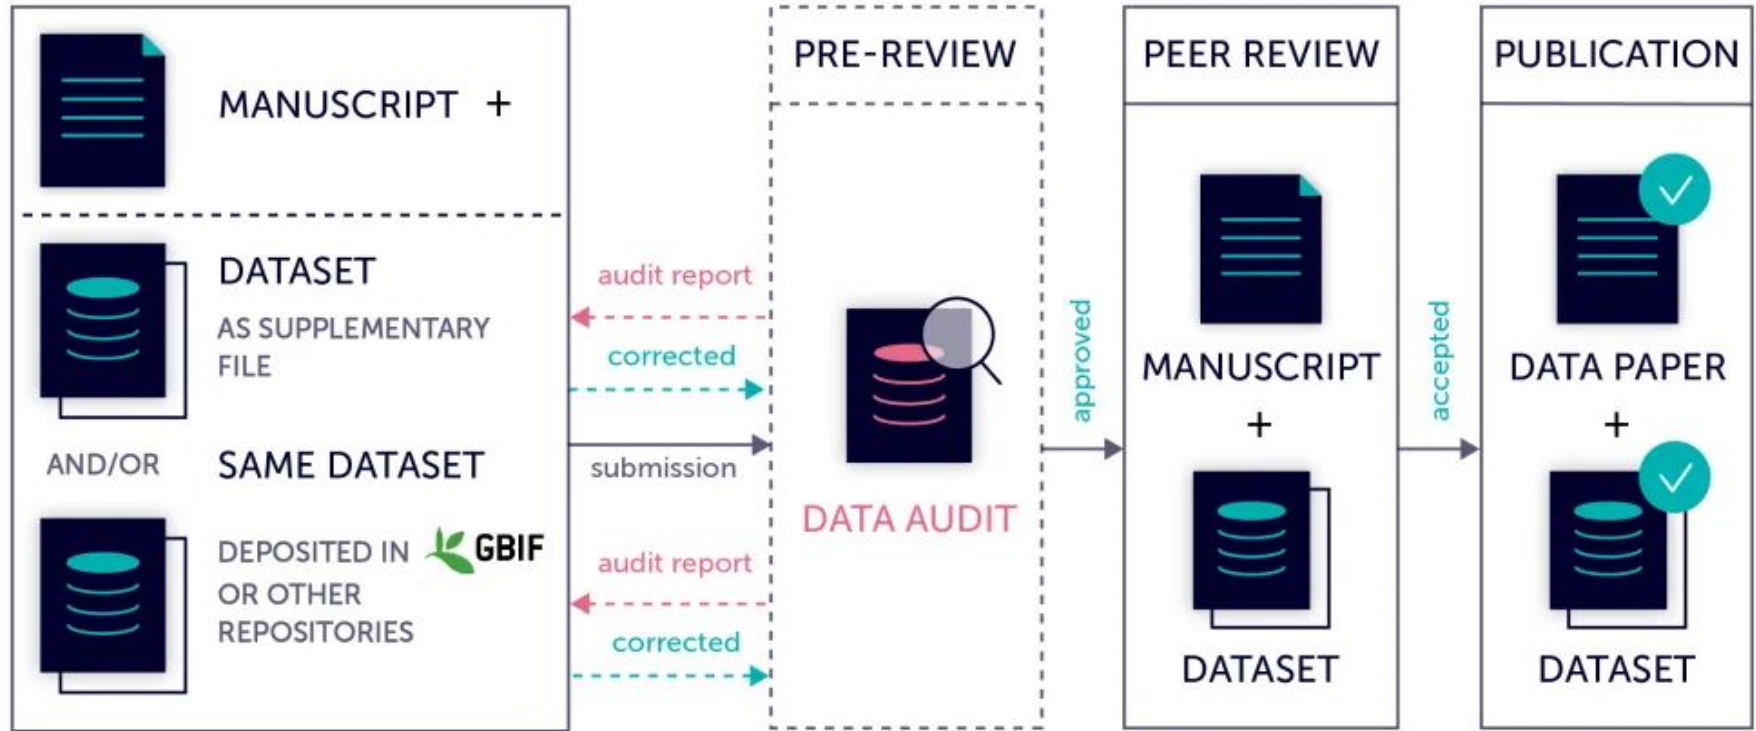 MANUSCRIPT +
DATASET
AS SUPPLEMENTARY
FILE
AND/OR
SAME DATASET
DEPOSITED IN GBIF
OR OTHER
REPOSITORIES
audit report
corrected
submission
audit report
corrected
PRE-REVIEW
DATA AUDIT
approved
PEER REVIEW
MANUSCRIPT
+
DATASET
accepted
PUBLICATION
DATA PAPER
+
DATASET